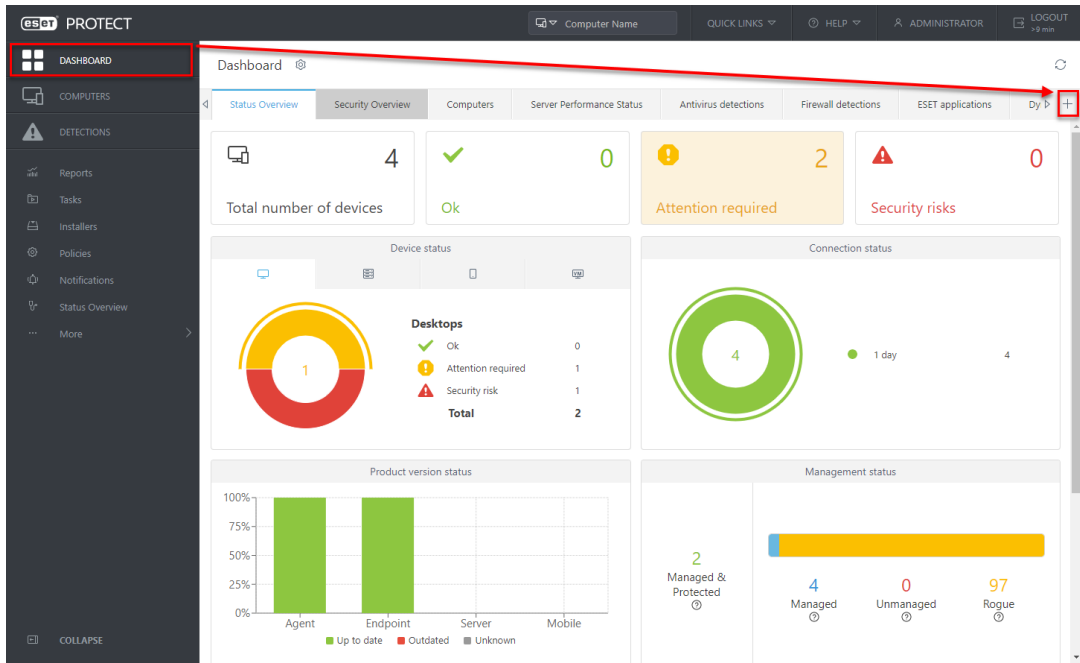 eset PROTECT
Computer Name
QUICK LINKS
HELP
ADMINISTRATOR
LOGOUT
>9 min
DASHBOARD
COMPUTERS
DETECTIONS
Reports
Tasks
Installers
Policies
Notifications
Status Overview
More
COLLAPSE
Dashboard
Status Overview
Security Overview
Computers
Server Performance Status
Antivirus detections
Firewall detections
ESET applications
Dy
4
Total number of devices
0
Ok
2
Attention required
0
Security risks
Device status
VM
1
Desktops
Ok 0
Attention required 1
Security risk 1
Total 2
Connection status
4
1 day 4
Product version status
100%
75%
50%
25%
0%
Agent Endpoint Server Mobile
Up to date Outdated Unknown
Management status
2
Managed &
Protected
4
Managed
0
Unmanaged
97
Rogue